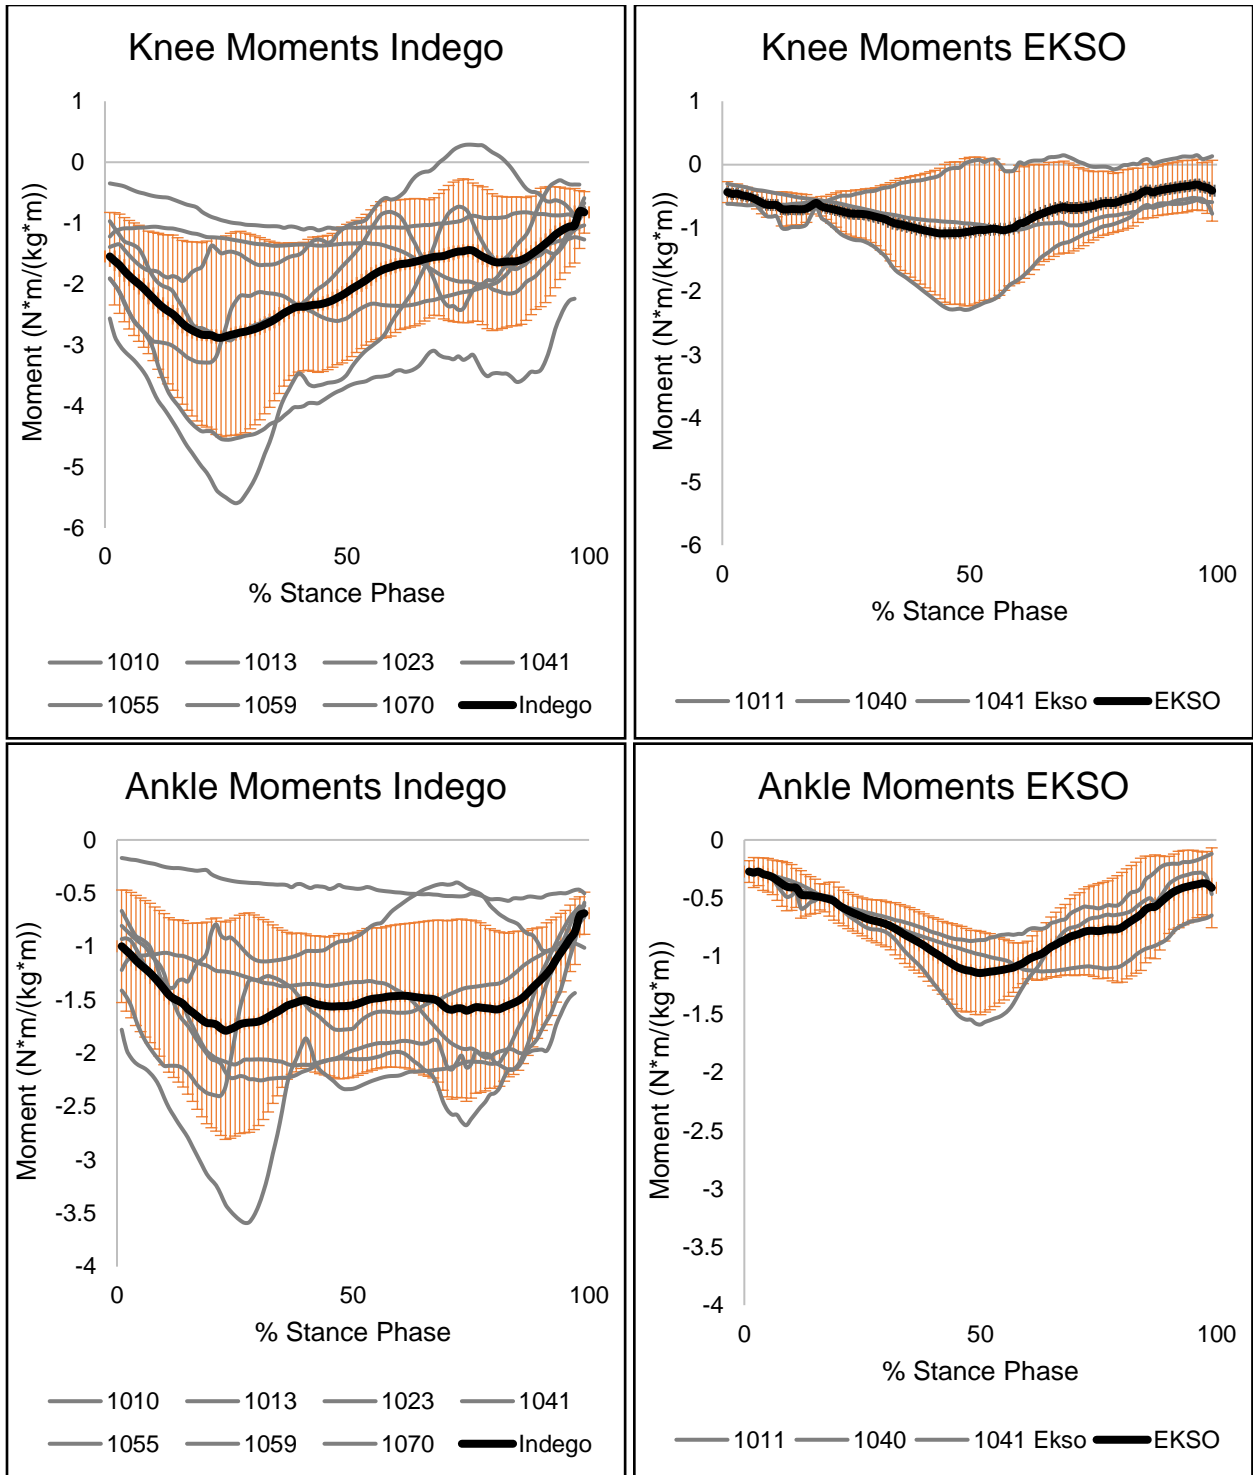 Knee Moments Indego
Moment (N*m/(kg*m))
1
0
-1
-2
-3
-4
-5
-6
0 50 100
% Stance Phase
1010 1013 1023 1041
1055 1059 1070 Indego
Knee Moments EKSO
Moment (N*m/(kg*m))
1
0
-1
-2
-3
-4
-5
-6
0 50 100
% Stance Phase
1011 1040 1041 Ekso EKSO
Ankle Moments Indego
Moment (N*m/(kg*m))
0
-0.5
-1
-1.5
-2
-2.5
-3
-3.5
-4
0 50 100
% Stance Phase
1010 1013 1023 1041
1055 1059 1070 Indego
Ankle Moments EKSO
Moment (N*m/(kg*m))
0
-0.5
-1
-1.5
-2
-2.5
-3
-3.5
-4
0 50 100
% Stance Phase
1011 1040 1041 Ekso EKSO